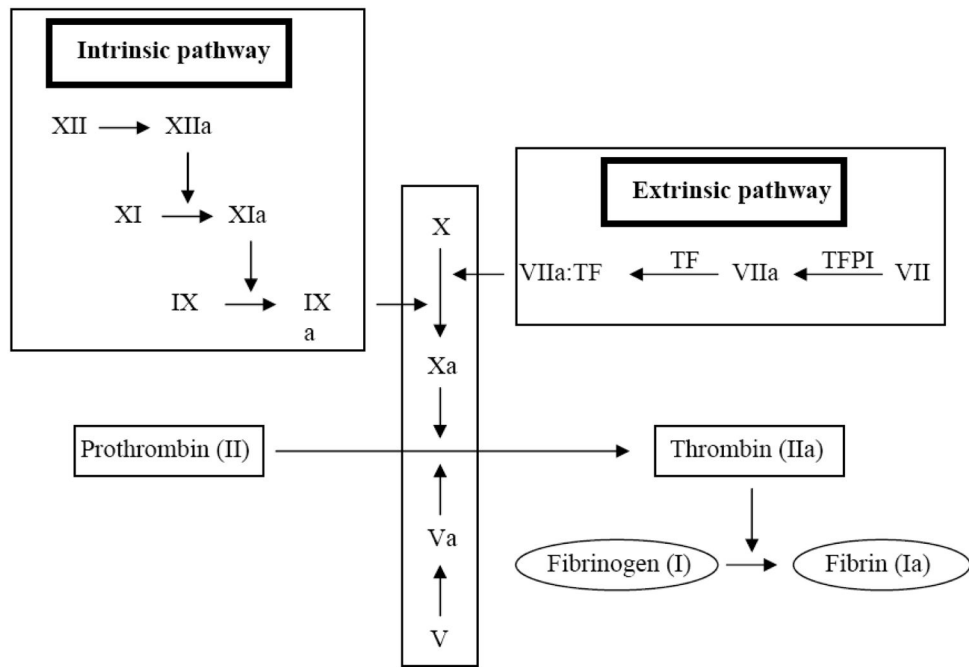 Intrinsic pathway
XII XIIa
XI XIa
IX IX
a
Extrinsic pathway
VIIa:TF TF VIIa TFPI VII
X
Xa
Prothrombin (II)
Thrombin (IIa)
Va
V
Fibrinogen (I)
Fibrin (Ia)